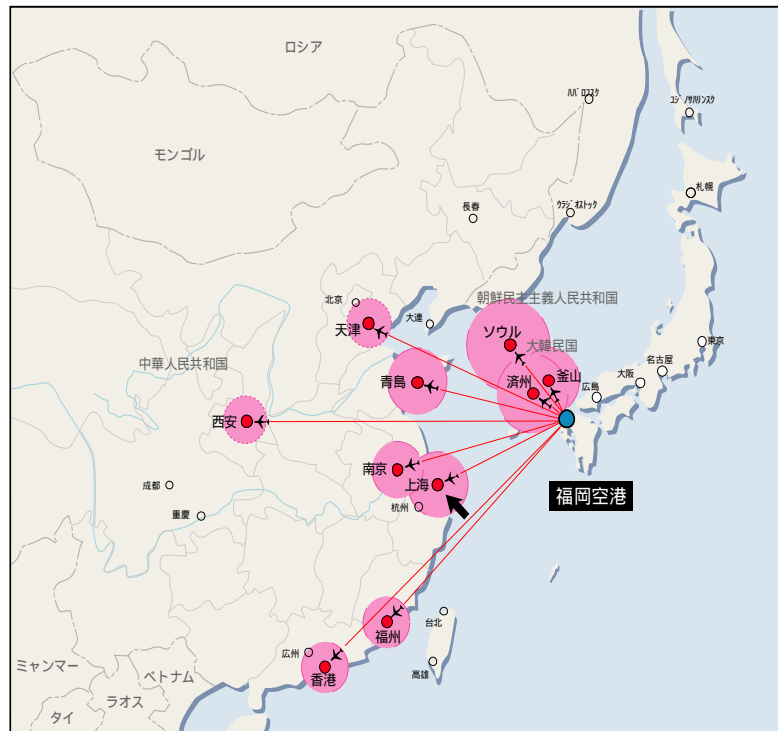 ロシア
ハバロフスク
ユジノサハリンスク
モンゴル
札幌
長春
ウラジオストック
北京
朝鮮民主主義人民共和国
天津
大連
ソウル
大韓民国
東京
中華人民共和国
名古屋
青島
済州
釜山
広島
大阪
西安
南京
上海
成都
杭州
福岡空港
重慶
台北
福州
広州
ミャンマー
ベトナム
香港
高雄
ラオス
タイ